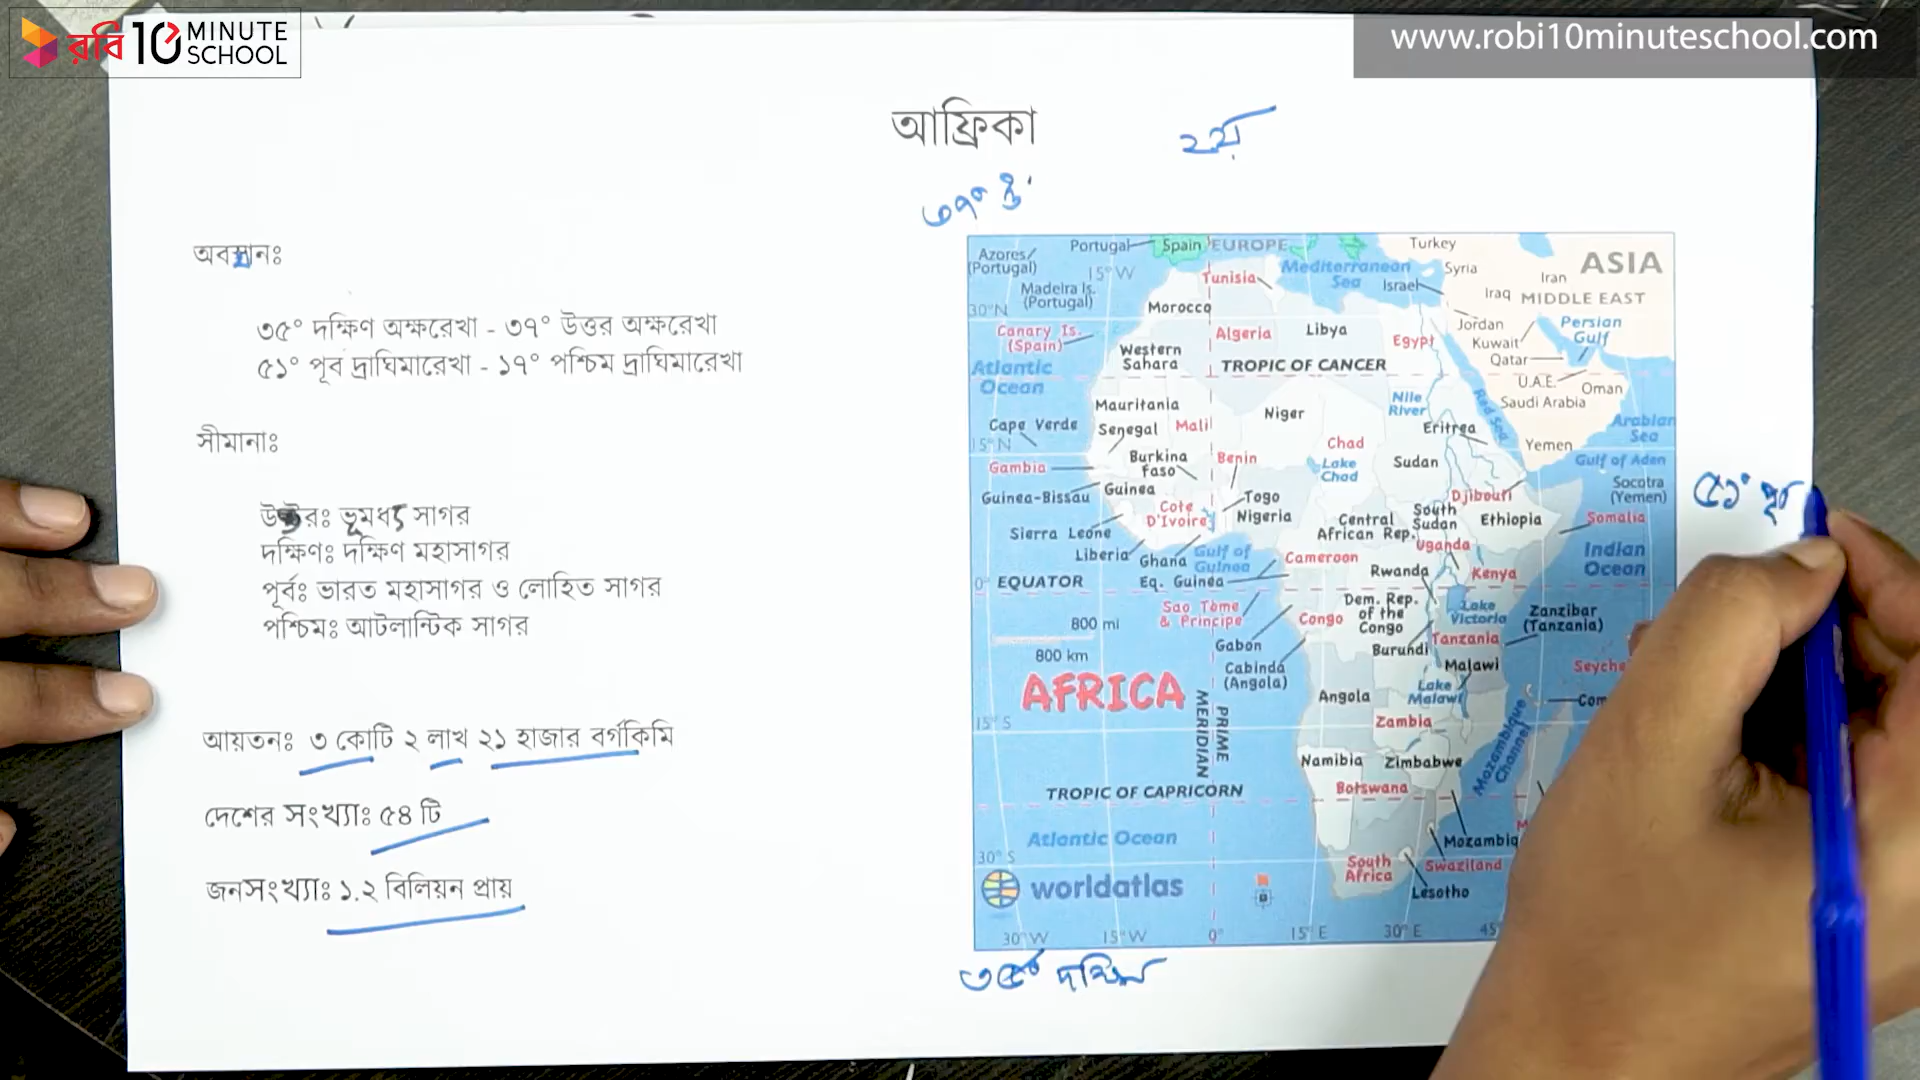 রবি 10 MINUTE SCHOOL
www.robi10minuteschool.com
আফ্রিকা
২য়
৩৭° উ
অবস্থানঃ
৩৫° দক্ষিণ অক্ষরেখা - ৩৭° উত্তর অক্ষরেখা
৫১° পূর্ব দ্রাঘিমারেখা - ১৭° পশ্চিম দ্রাঘিমারেখা
সীমানাঃ
উত্তরঃ ভূমধ্য সাগর
দক্ষিণঃ দক্ষিণ মহাসাগর
পূর্বঃ ভারত মহাসাগর ও লোহিত সাগর
পশ্চিমঃ আটলান্টিক সাগর
আয়তনঃ ৩ কোটি ২ লাখ ২১ হাজার বর্গকিমি
দেশের সংখ্যাঃ ৫৪ টি
জনসংখ্যাঃ ১.২ বিলিয়ন প্রায়
Portugal Spain EUROPE Turkey
Azores/ (Portugal) 15° W Tunisia Mediterranean Sea Syria ASIA
Madeira Is. (Portugal) Israel Iraq Iran MIDDLE EAST
30° N Morocco
Canary Is. (Spain) Algeria Libya Egypt Jordan Kuwait Persian Gulf
Western Sahara Qatar
Atlantic Ocean TROPIC OF CANCER U.A.E. Oman
Nile River Red Sea Saudi Arabia
Mauritania Niger Arabian Sea
Cape Verde Senegal Mali Chad Eritrea Yemen
15° N
Gambia Burkina Faso Benin Lake Chad Sudan Gulf of Aden
Guinea-Bissau Guinea Togo Djibouti Socotra (Yemen)
Sierra Leone Cote D'Ivoire Nigeria Central African Rep. South Sudan Ethiopia Somalia
Liberia Ghana Gulf of Guinea Cameroon Uganda Indian Ocean
0° EQUATOR Eq. Guinea Rwanda Kenya
Sao Tome & Principe Congo Dem. Rep. of the Congo Lake Victoria Zanzibar (Tanzania)
800 mi
800 km Gabon Burundi Tanzania
Cabinda (Angola) Malawi
AFRICA Angola Lake Malawi
15° S PRIME MERIDIAN Zambia
Mozambique Channel
Namibia Zimbabwe
TROPIC OF CAPRICORN Botswana
Atlantic Ocean
30° S South Africa Swaziland
worldatlas Lesotho
30° W 15° W 0° 15° E 30° E 45
৫১° পূর্ব
৩৫° দক্ষিণ